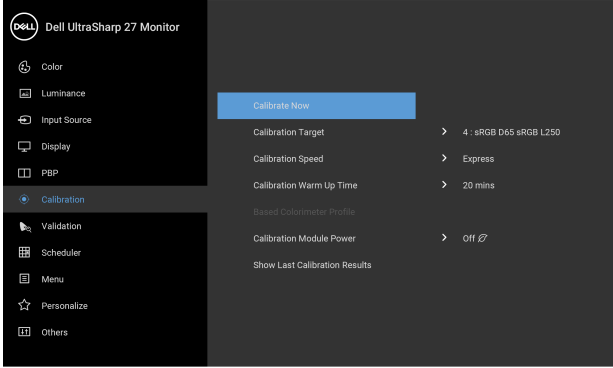 DELL Dell UltraSharp 27 Monitor
Color
Luminance
Input Source
Display
PBP
Calibration
Validation
Scheduler
Menu
Personalize
Others
Calibrate Now
Calibration Target > 4 : sRGB D65 sRGB L250
Calibration Speed > Express
Calibration Warm Up Time > 20 mins
Based Colorimeter Profile
Calibration Module Power > Off
Show Last Calibration Results